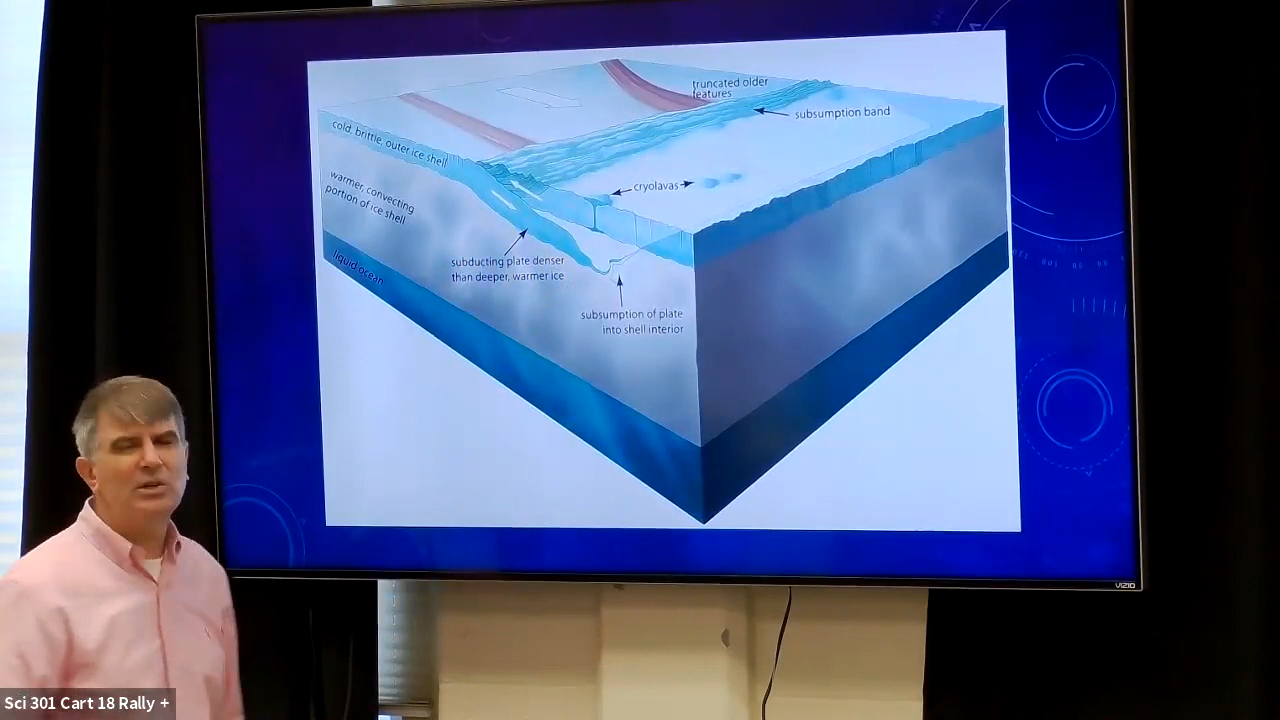 truncated older
features
subsumption band
cold, brittle, outer ice shell
warmer, convecting
portion of ice shell
cryolavas
liquid ocean
subducting plate denser
than deeper, warmer ice
subsumption of plate
into shell interior
VIZIO
Sci 301 Cart 18 Rally +